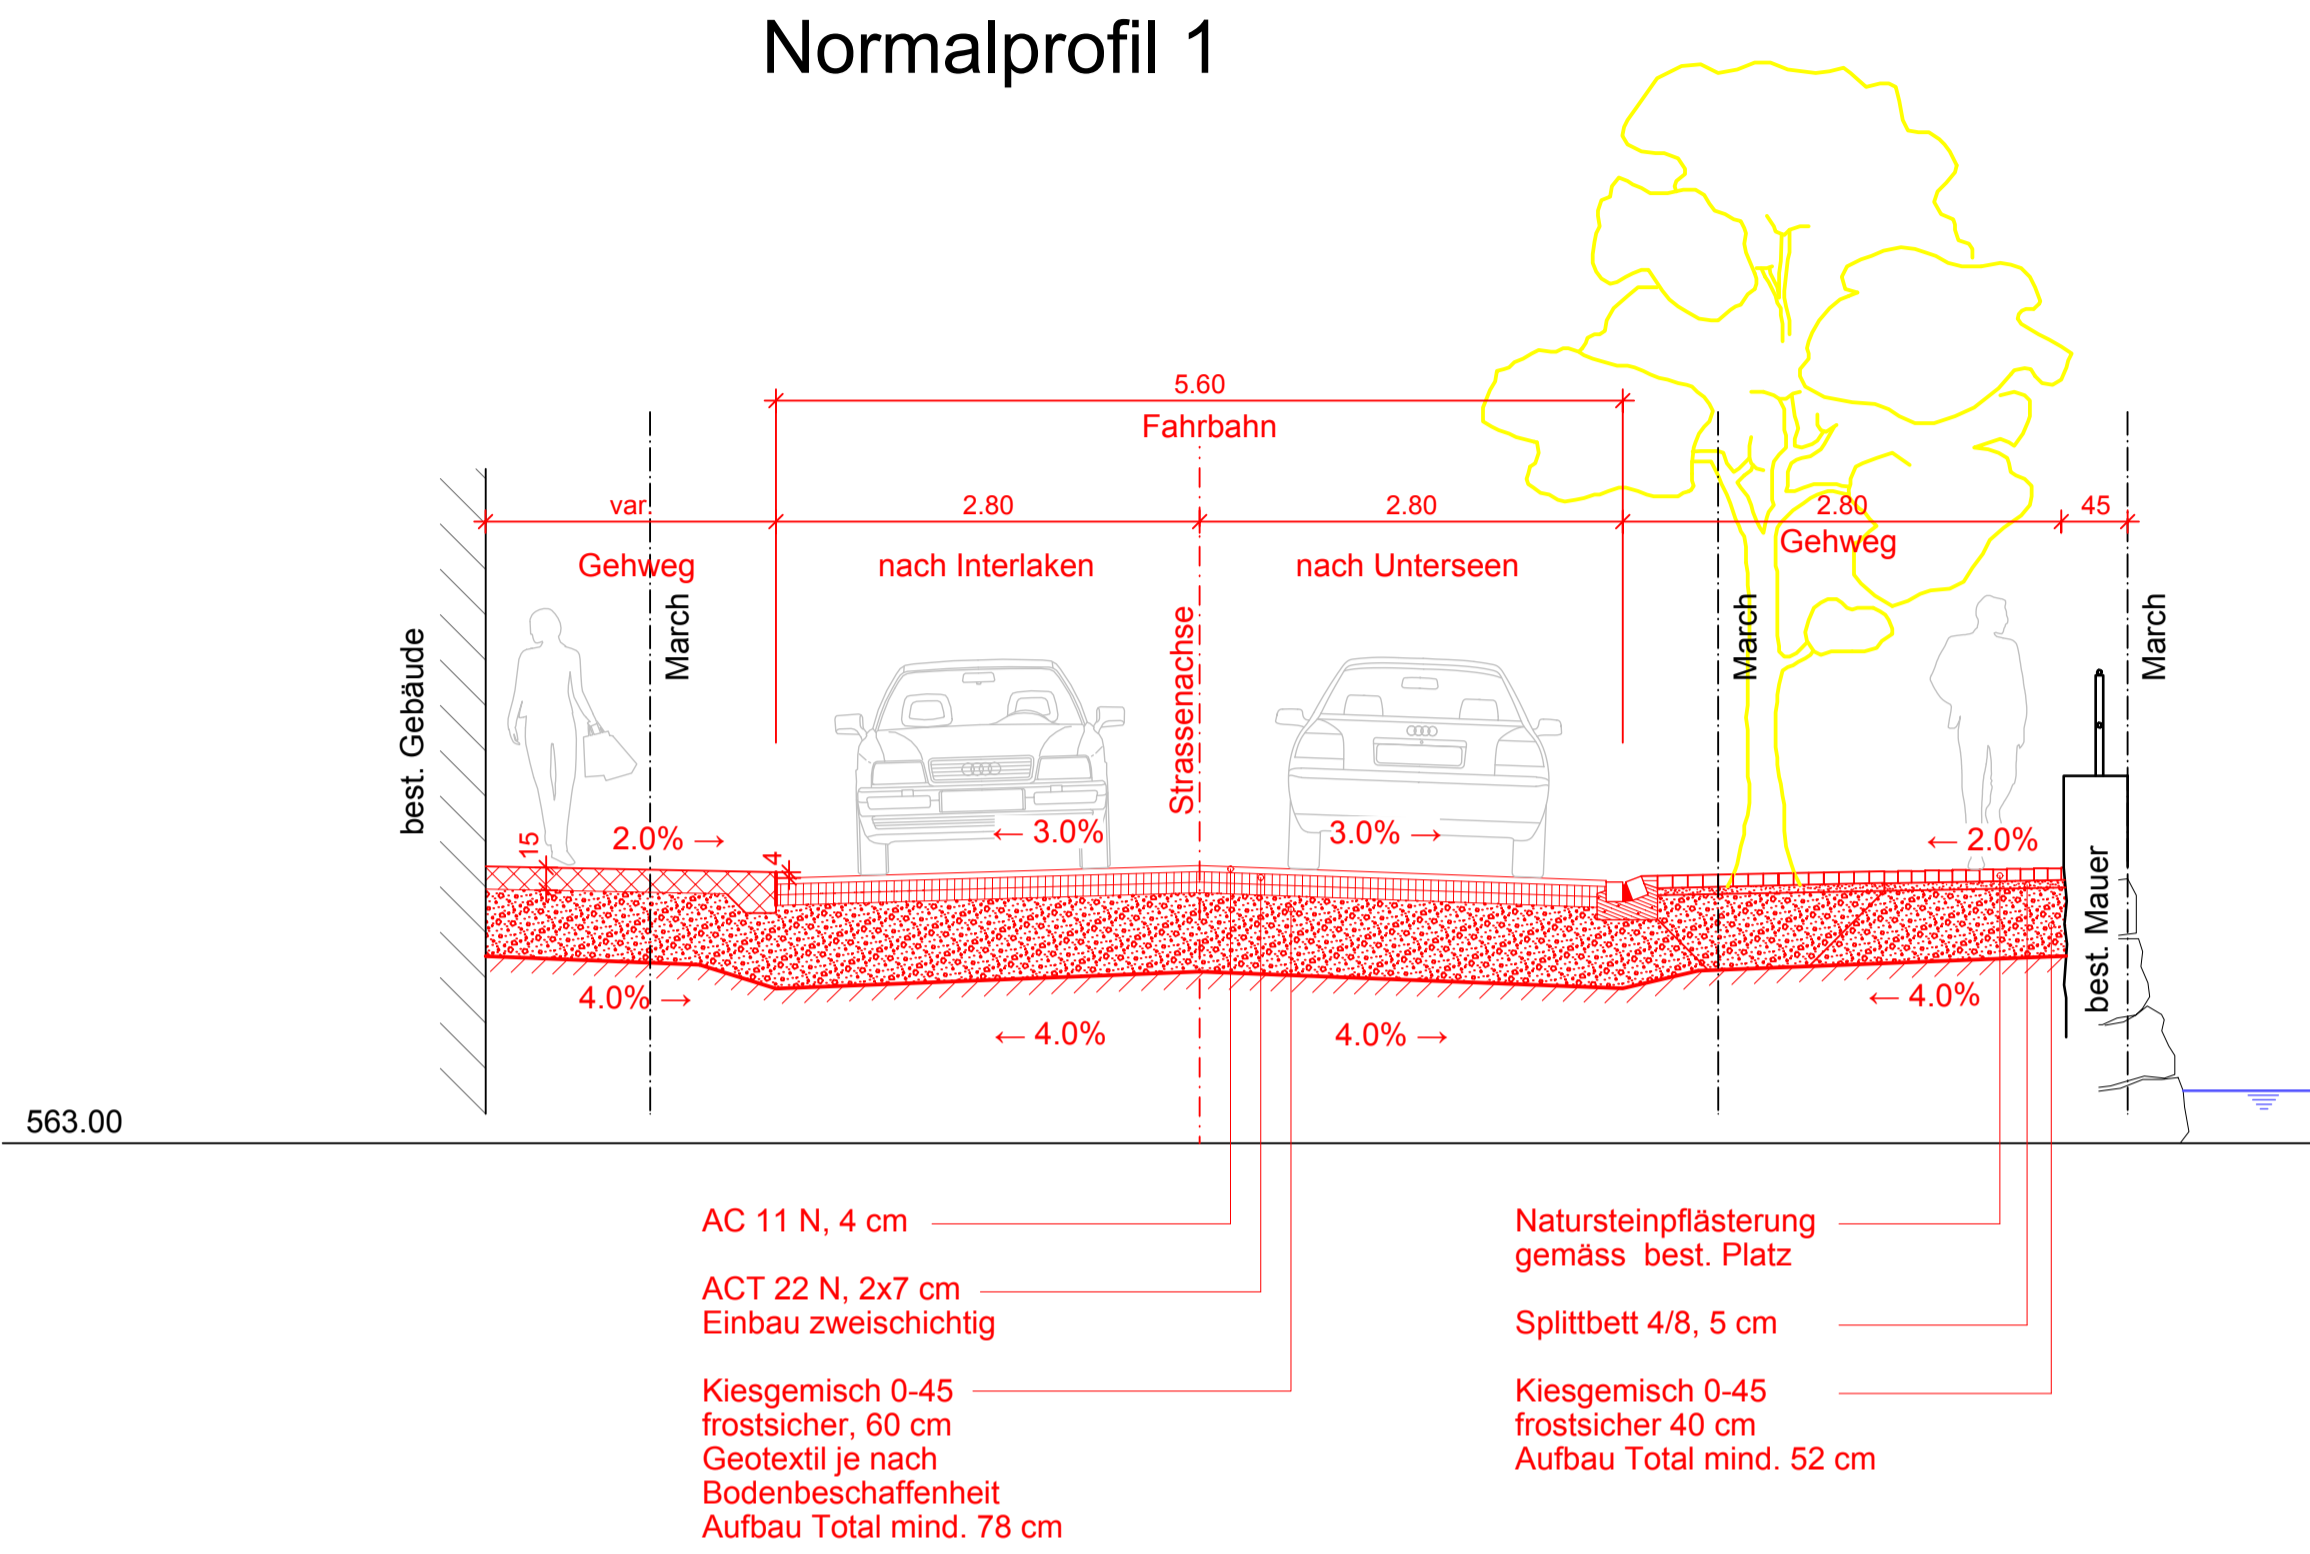 Normalprofil 1
5.60
Fahrbahn
var.
2.80
2.80
2.80
45
Gehweg
nach Interlaken
nach Unterseen
Gehweg
best. Gebäude
March
Strassenachse
March
March
best. Mauer
15
2.0% →
4
← 3.0%
3.0% →
← 2.0%
4.0% →
← 4.0%
4.0% →
← 4.0%
563.00
AC 11 N, 4 cm
ACT 22 N, 2x7 cm
Einbau zweischichtig
Kiesgemisch 0-45
frostsicher, 60 cm
Geotextil je nach
Bodenbeschaffenheit
Aufbau Total mind. 78 cm
Natursteinpflästerung
gemäss best. Platz
Splittbett 4/8, 5 cm
Kiesgemisch 0-45
frostsicher 40 cm
Aufbau Total mind. 52 cm